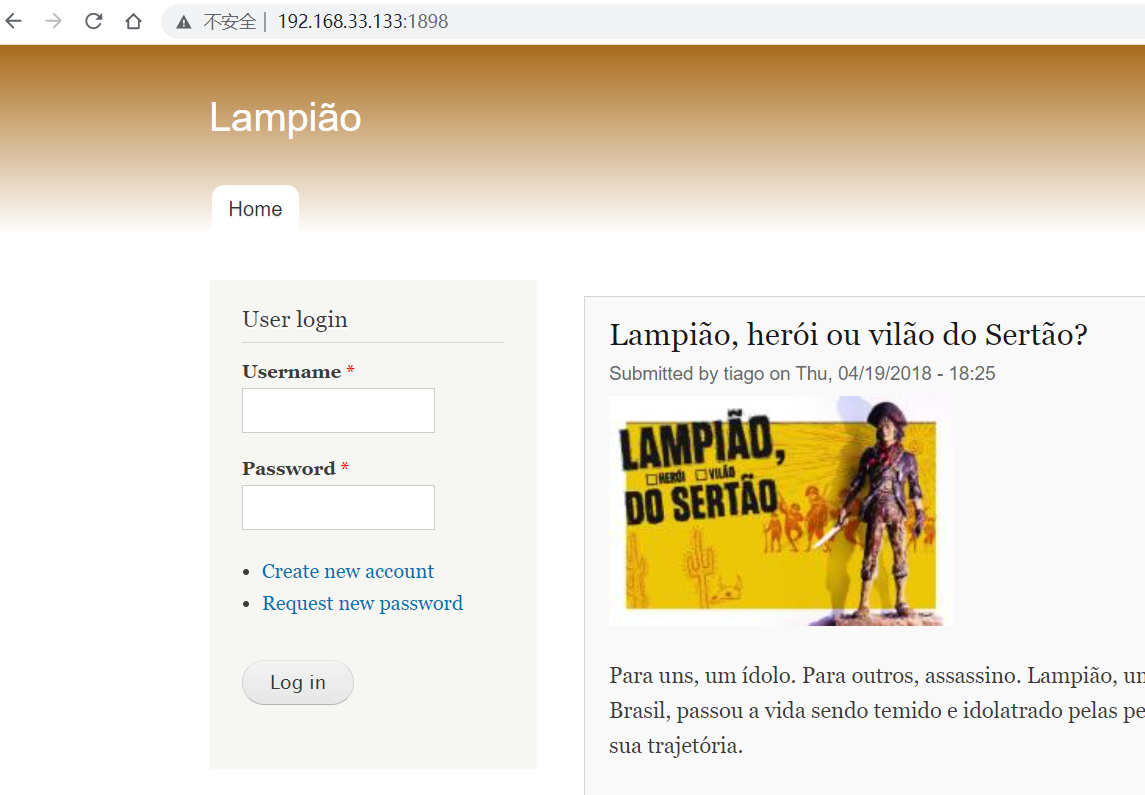 不安全 | 192.168.33.133:1898
Lampião
Home
User login
Username *
Password *
Create new account
Request new password
Log in
Lampião, herói ou vilão do Sertão?
Submitted by tiago on Thu, 04/19/2018 - 18:25
LAMPIÃO,
HERÓI VILÃO
DO SERTÃO
Para uns, um ídolo. Para outros, assassino. Lampião,
Brasil, passou a vida sendo temido e idolatrado pelas
sua trajetória.